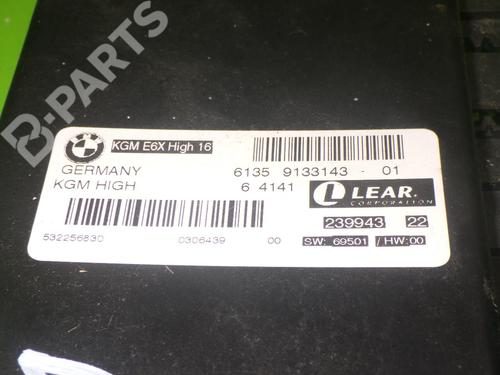 B-PARTS
KGM E6X High 16
GERMANY 6135 9133143 - 01
KGM HIGH 6 4141
LEAR.
CORPORATION
239943 22
532256830 0306439 00 SW: 69501 / HW:00